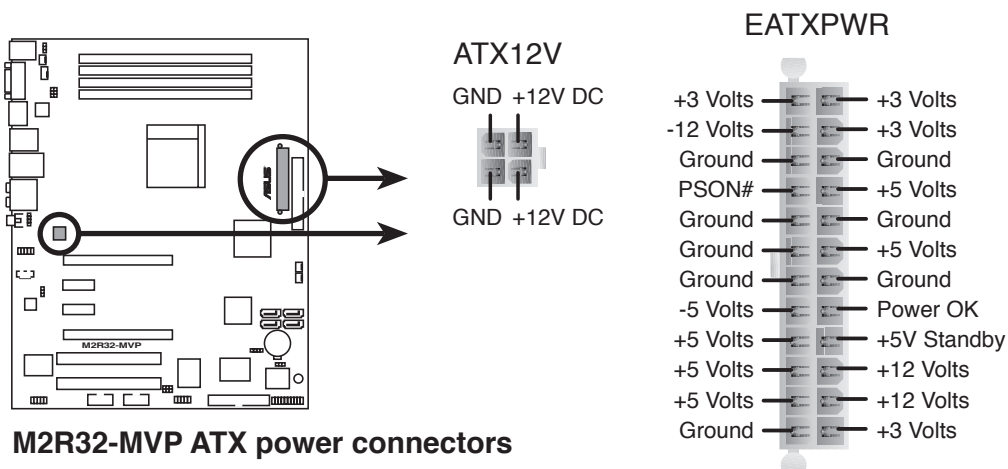 EATXPWR
ATX12V
GND +12V DC
GND +12V DC
+3 Volts +3 Volts
-12 Volts +3 Volts
Ground Ground
PSON# +5 Volts
Ground Ground
Ground +5 Volts
Ground Ground
-5 Volts Power OK
+5 Volts +5V Standby
+5 Volts +12 Volts
+5 Volts +12 Volts
Ground +3 Volts
ASUS
M2R32-MVP
M2R32-MVP ATX power connectors